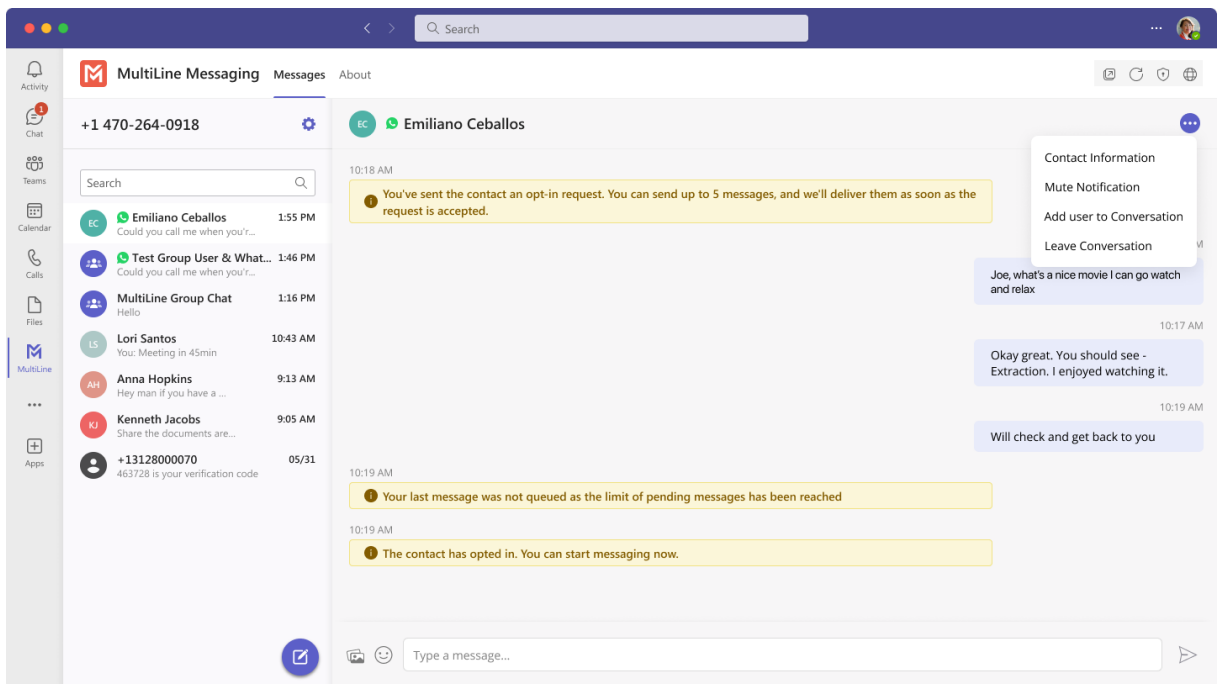 Search
Activity
1
Chat
Teams
Calendar
Calls
Files
MultiLine
Apps
MultiLine Messaging
Messages
About
+1 470-264-0918
Search
EC
Emiliano Ceballos
1:55 PM
Could you call me when you'r...
Test Group User & What...
1:46 PM
Could you call me when you'r...
MultiLine Group Chat
1:16 PM
Hello
LS
Lori Santos
10:43 AM
You: Meeting in 45min
AH
Anna Hopkins
9:13 AM
Hey man if you have a ...
KJ
Kenneth Jacobs
9:05 AM
Share the documents are...
+13128000070
05/31
463728 is your verification code
EC
Emiliano Ceballos
Contact Information
Mute Notification
Add user to Conversation
Leave Conversation
10:18 AM
You've sent the contact an opt-in request. You can send up to 5 messages, and we'll deliver them as soon as the
request is accepted.
M
Joe, what's a nice movie I can go watch
and relax
10:17 AM
Okay great. You should see -
Extraction. I enjoyed watching it.
10:19 AM
Will check and get back to you
10:19 AM
Your last message was not queued as the limit of pending messages has been reached
10:19 AM
The contact has opted in. You can start messaging now.
Type a message...